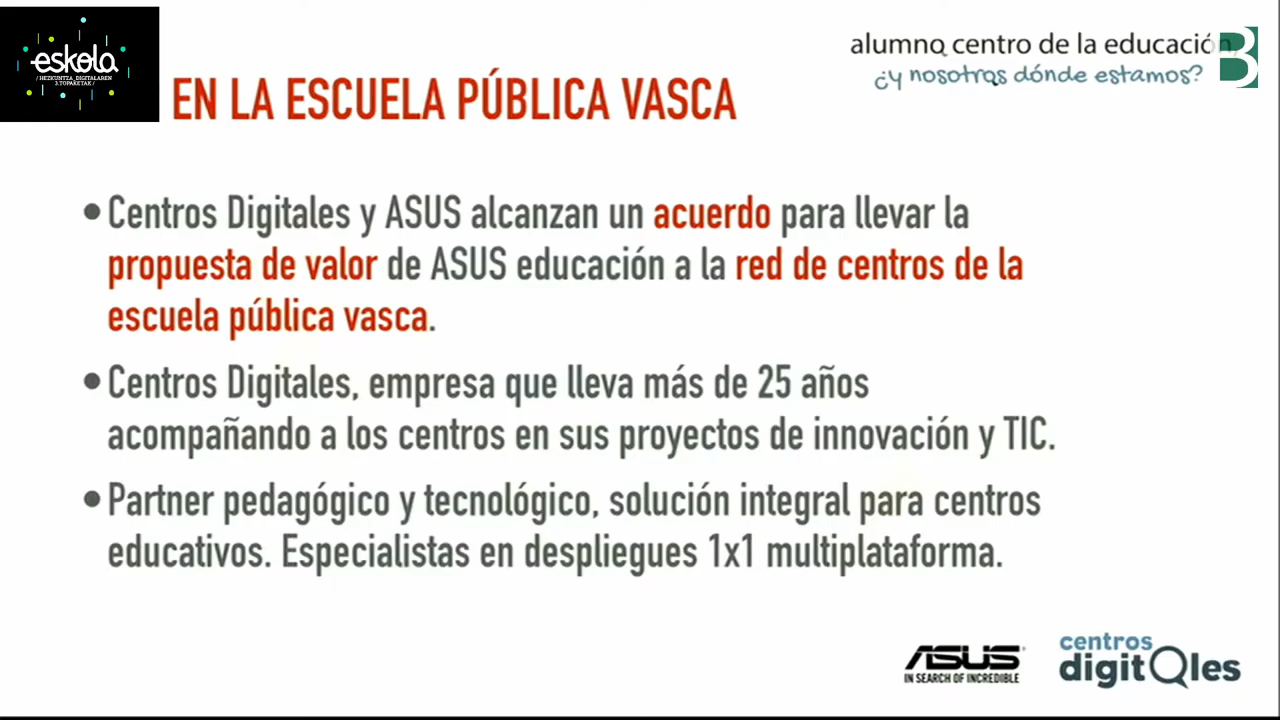 eskola
/ HEZKUNTZA_DIGITALAREN
3.TOPAKETAK /
alumno, centro de la educación,
¿y nosotros dónde estamos?
B
EN LA ESCUELA PÚBLICA VASCA
•Centros Digitales y ASUS alcanzan un acuerdo para llevar la
propuesta de valor de ASUS educación a la red de centros de la
escuela pública vasca.
•Centros Digitales, empresa que lleva más de 25 años
acompañando a los centros en sus proyectos de innovación y TIC.
•Partner pedagógico y tecnológico, solución integral para centros
educativos. Especialistas en despliegues 1x1 multiplataforma.
ASUS
IN SEARCH OF INCREDIBLE
centros
digitales